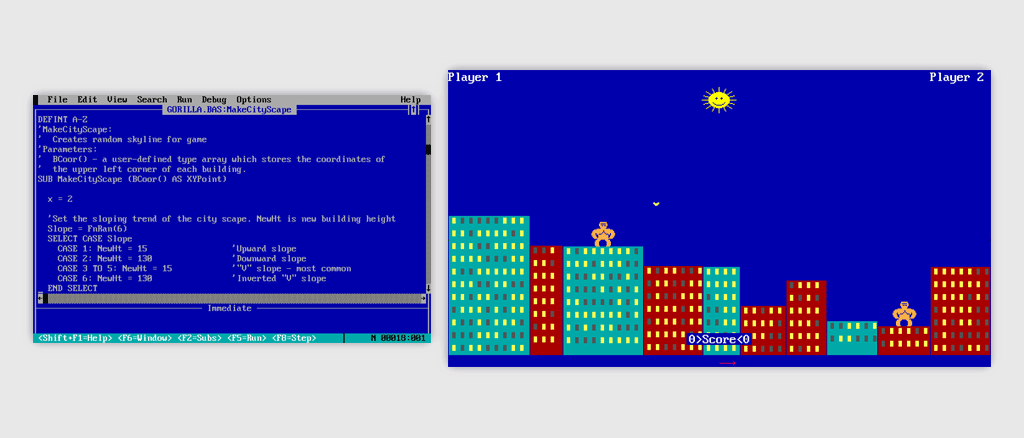 File Edit View Search Run Debug Options Help
GORILLA.BAS:MakeCityScape
DEFINT A-Z
'MakeCityScape:
'  Creates random skyline for game
'Parameters:
'  BCoor() - a user-defined type array which stores the coordinates of
'  the upper left corner of each building.
SUB MakeCityScape (BCoor() AS XYPoint)
x = 2
'Set the sloping trend of the city scape. NewHt is new building height
Slope = FnRan(6)
SELECT CASE Slope
CASE 1: NewHt = 15 'Upward slope
CASE 2: NewHt = 130 'Downward slope
CASE 3 TO 5: NewHt = 15 '"V" slope - most common
CASE 6: NewHt = 130 'Inverted "V" slope
END SELECT
Immediate
<Shift+F1=Help> <F6=Window> <F2=Subs> <F5=Run> <F8=Step> N 00018:001
Player 1 Player 2
0>Score<0